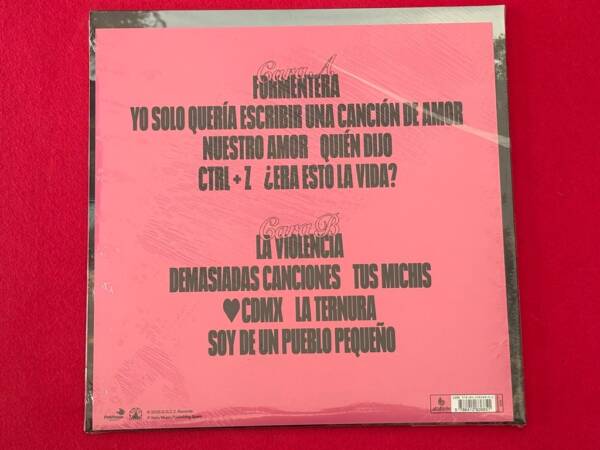 Cara A
FORMENTERA
YO SOLO QUERÍA ESCRIBIR UNA CANCIÓN DE AMOR
NUESTRO AMOR QUIÉN DIJO
CTRL + Z ¿ERA ESTO LA VIDA?
Cara B
LA VIOLENCIA
DEMASIADAS CANCIONES TUS MICHIS
♥CDMX LA TERNURA
SOY DE UN PUEBLO PEQUEÑO